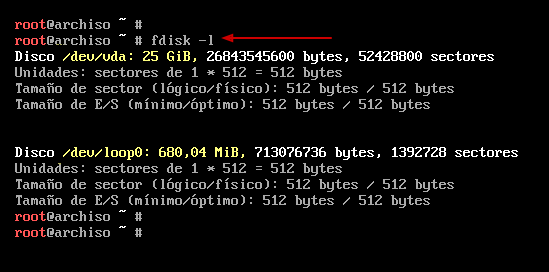 root@archiso ~ #
root@archiso ~ # fdisk -l
Disco /dev/vda: 25 GiB, 26843545600 bytes, 52428800 sectores
Unidades: sectores de 1 * 512 = 512 bytes
Tamaño de sector (lógico/físico): 512 bytes / 512 bytes
Tamaño de E/S (mínimo/óptimo): 512 bytes / 512 bytes
Disco /dev/loop0: 680,04 MiB, 713076736 bytes, 1392728 sectores
Unidades: sectores de 1 * 512 = 512 bytes
Tamaño de sector (lógico/físico): 512 bytes / 512 bytes
Tamaño de E/S (mínimo/óptimo): 512 bytes / 512 bytes
root@archiso ~ #
root@archiso ~ #